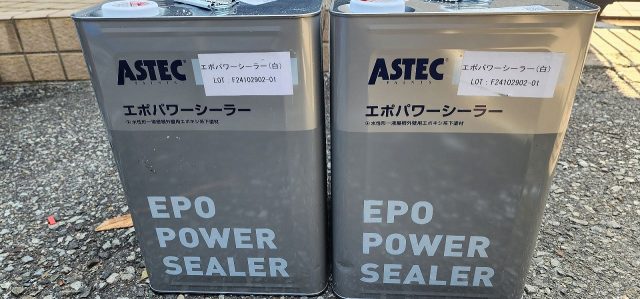 ASTEC
PAINTS
エポパワーシーラー(白)
LOT : F24102902-01
エポパワーシーラー
EPO
POWER
SEALER
ASTEC
PAINTS
エポパワーシーラー(白)
LOT : F24102902-01
エポパワーシーラー
EPO
POWER
SEALER